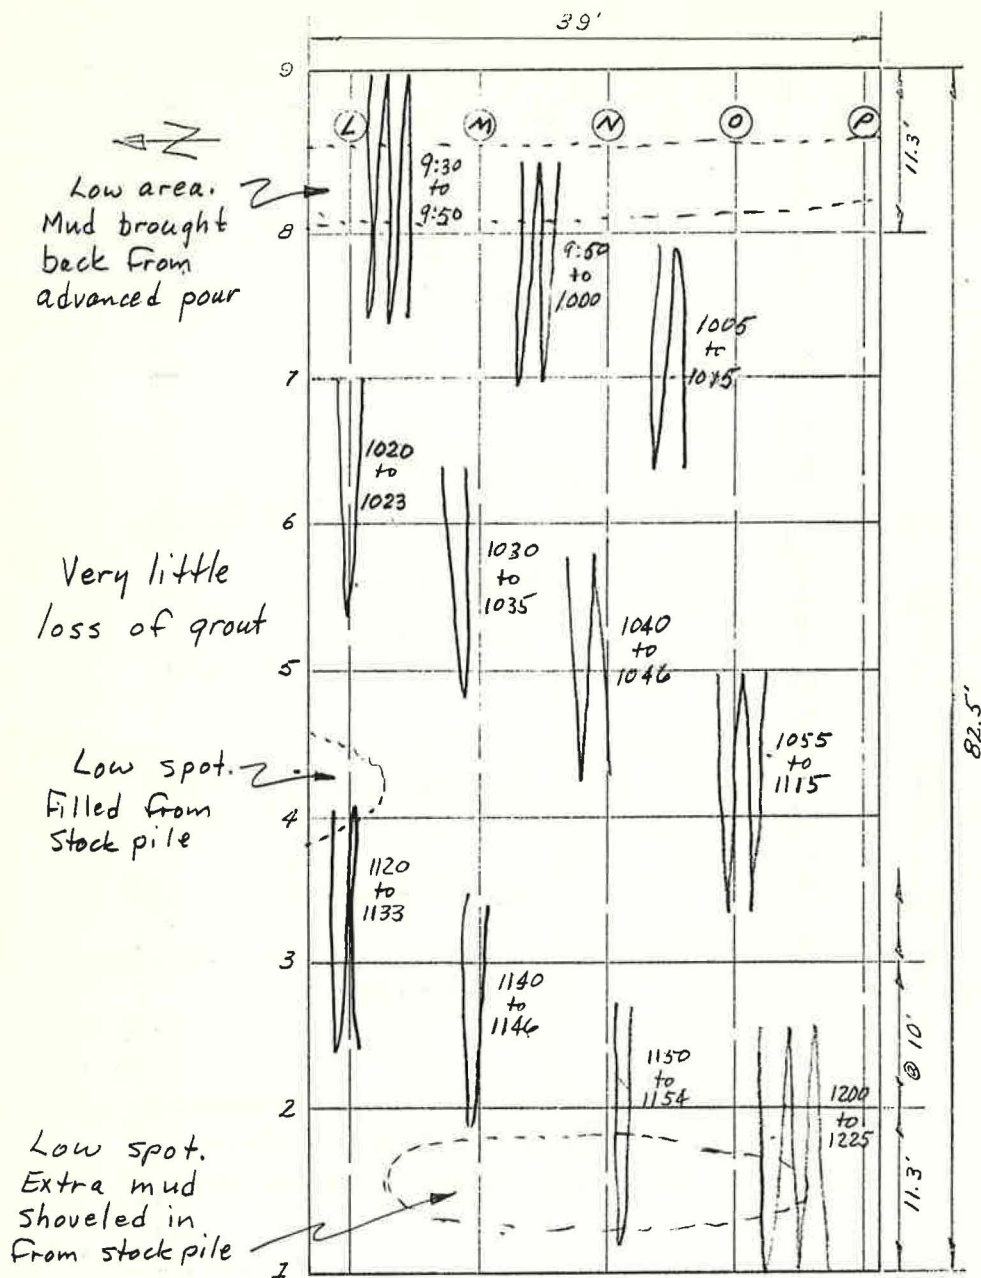 39'
9
L
M
N
O
P
11.3'
N
Low area.
Mud brought
back from
advanced pour
9:30
to
9:50
8
9:50
to
1000
1005
to
1015
7
1020
to
1023
6
1030
to
1035
Very little
loss of grout
1040
to
1046
5
82.5'
Low spot.
Filled from
Stock pile
1055
to
1115
4
1120
to
1133
3
1140
to
1146
@ 10'
1150
to
1154
1200
to
1225
2
Low spot.
Extra mud
Shoveled in
From stock pile
11.3'
1